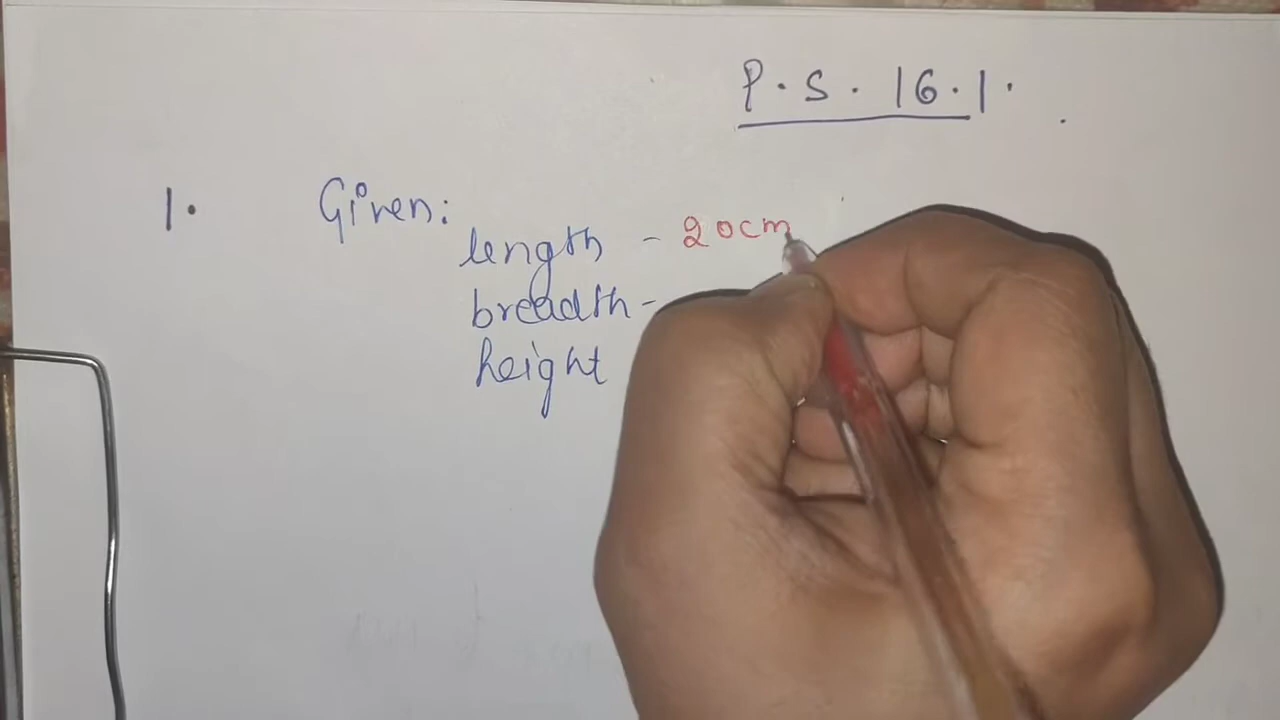 P.S. 16.1.
1. Given:
length - 20cm
breadth -
height